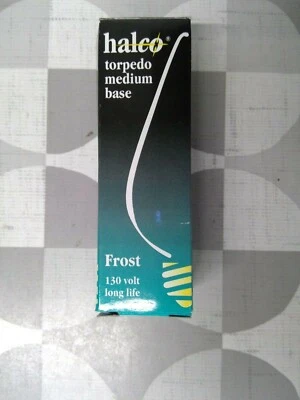 halco®
torpedo
medium
base
Frost
130 volt
long life